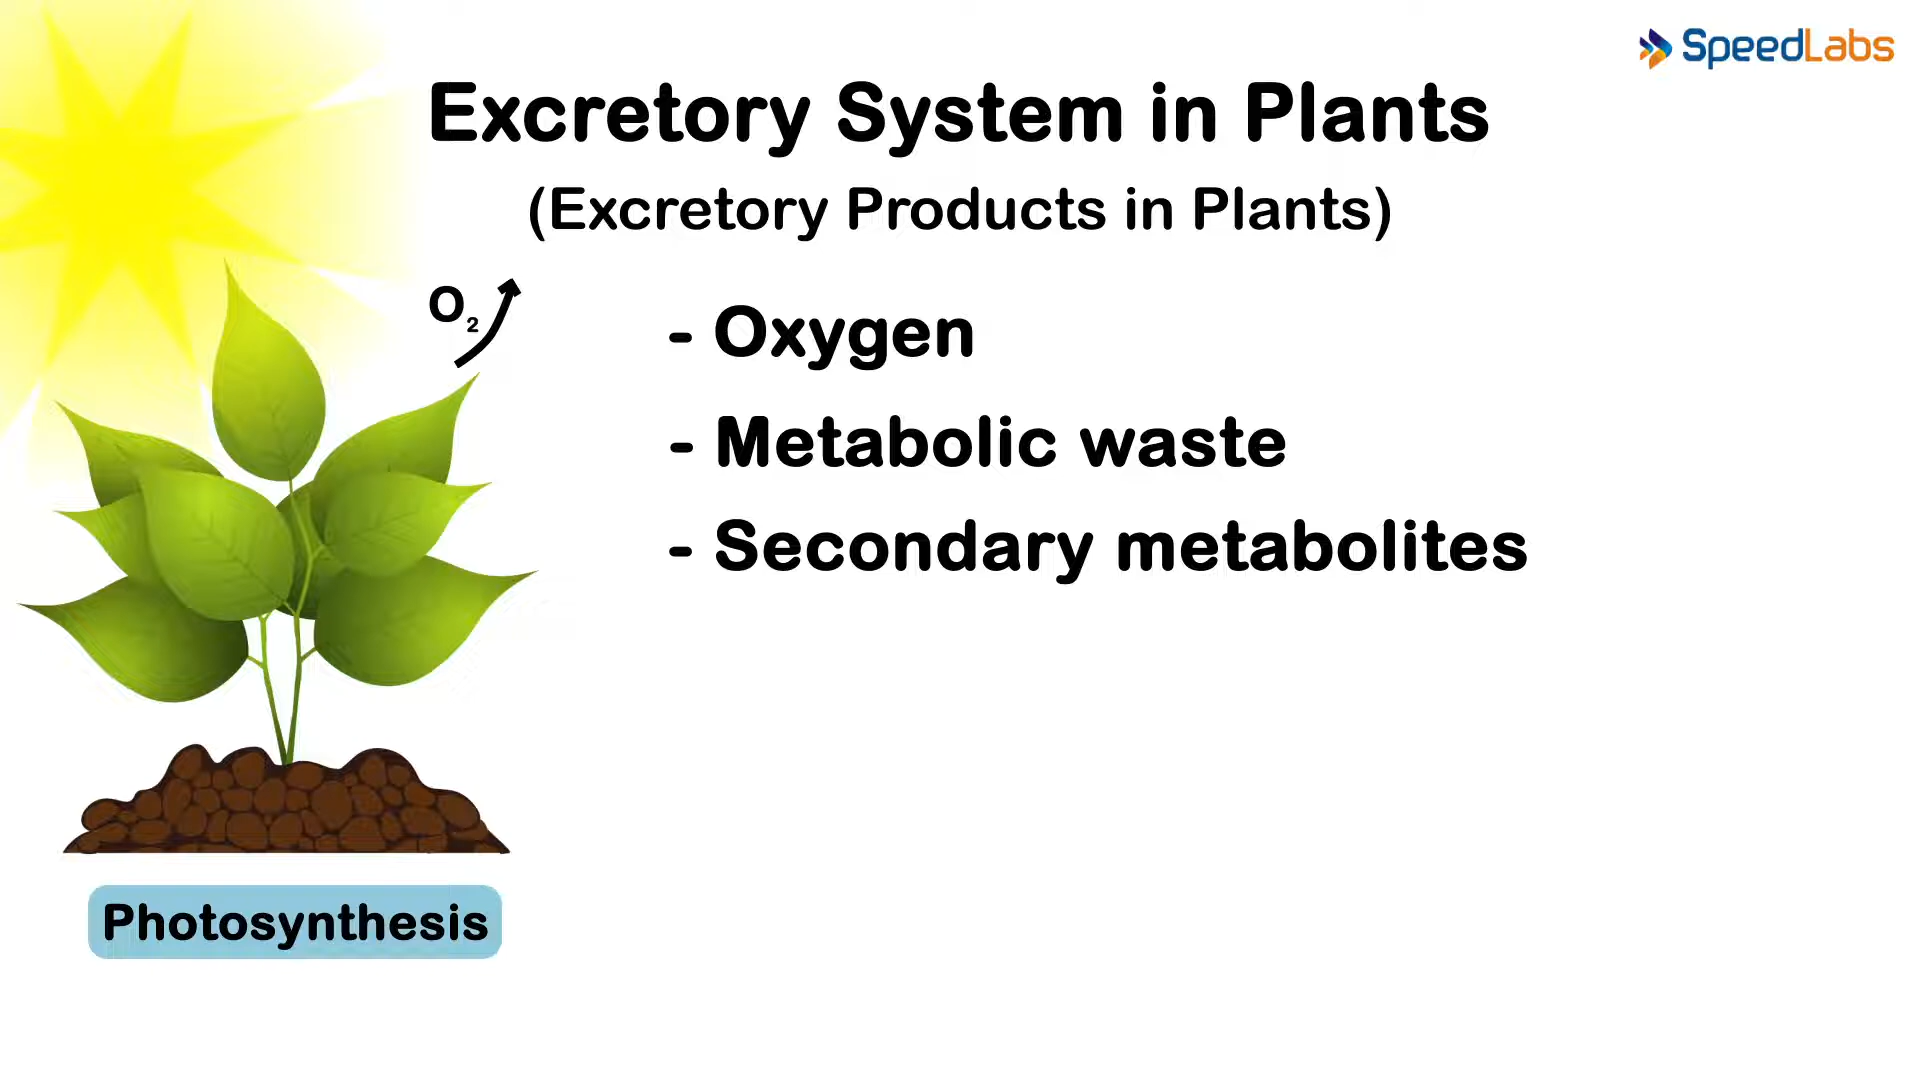 SpeedLabs
Excretory System in Plants
(Excretory Products in Plants)
O₂
- Oxygen
- Metabolic waste
- Secondary metabolites
Photosynthesis